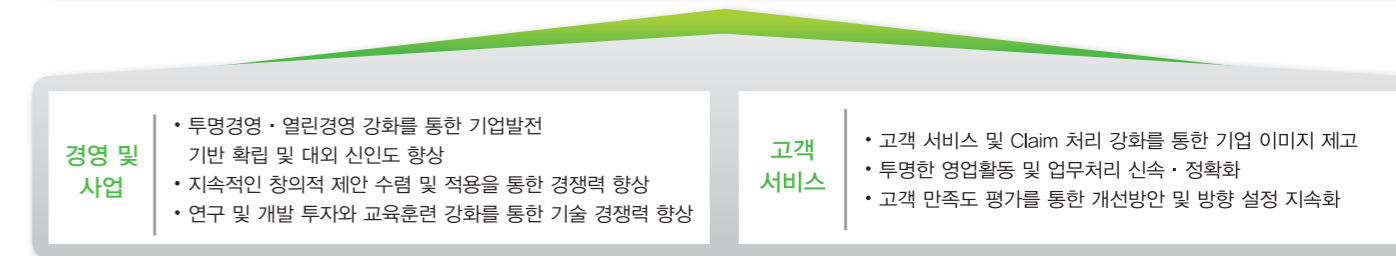 경영 및
사업
• 투명경영 · 열린경영 강화를 통한 기업발전
기반 확립 및 대외 신인도 향상
• 지속적인 창의적 제안 수렴 및 적용을 통한 경쟁력 향상
• 연구 및 개발 투자와 교육훈련 강화를 통한 기술 경쟁력 향상
고객
서비스
• 고객 서비스 및 Claim 처리 강화를 통한 기업 이미지 제고
• 투명한 영업활동 및 업무처리 신속 · 정확화
• 고객 만족도 평가를 통한 개선방안 및 방향 설정 지속화